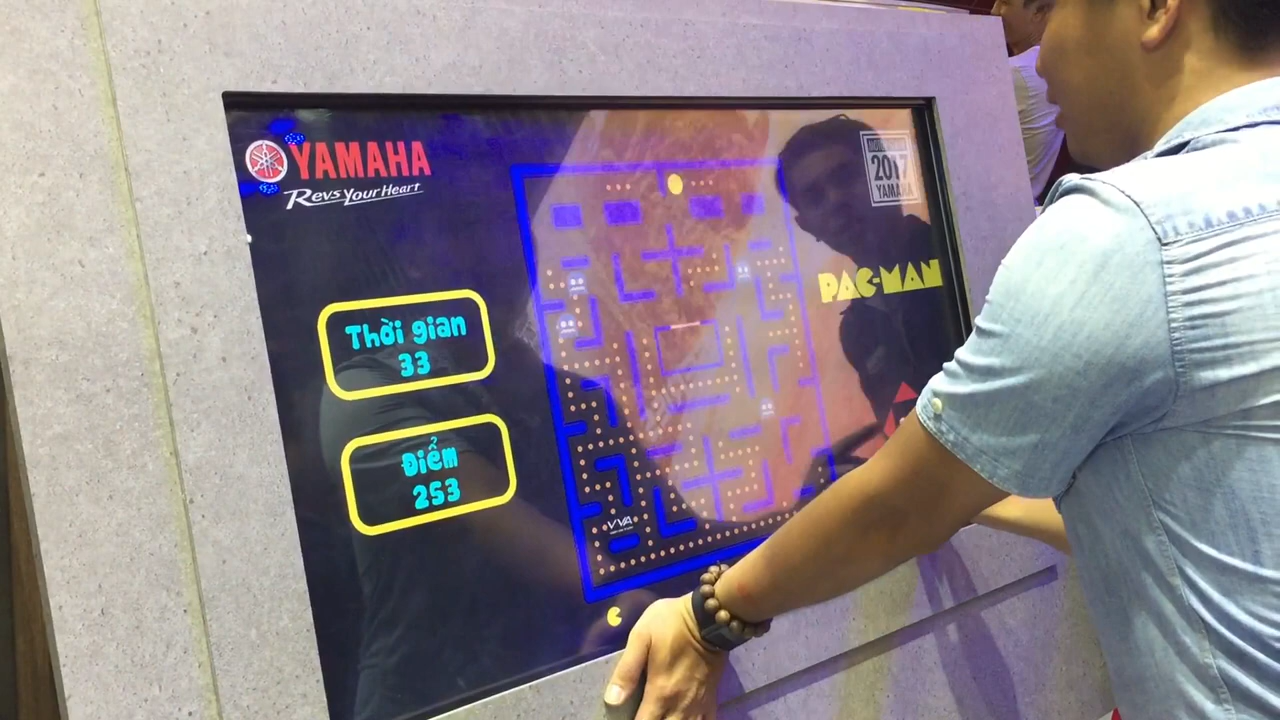 YAMAHA
Revs Your Heart
2017
YAMAHA
PAC-MAN
Thời gian
33
Điểm
253
VVA